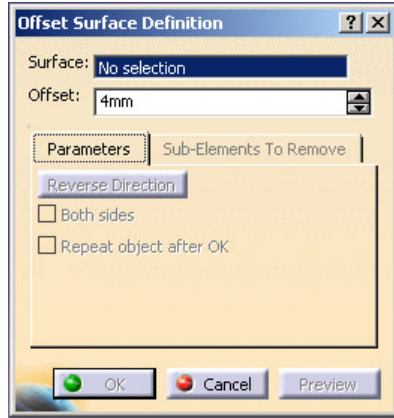 Offset Surface Definition
Surface: No selection
Offset: 4mm
Parameters Sub-Elements To Remove
Reverse Direction
Both sides
Repeat object after OK
OK Cancel Preview